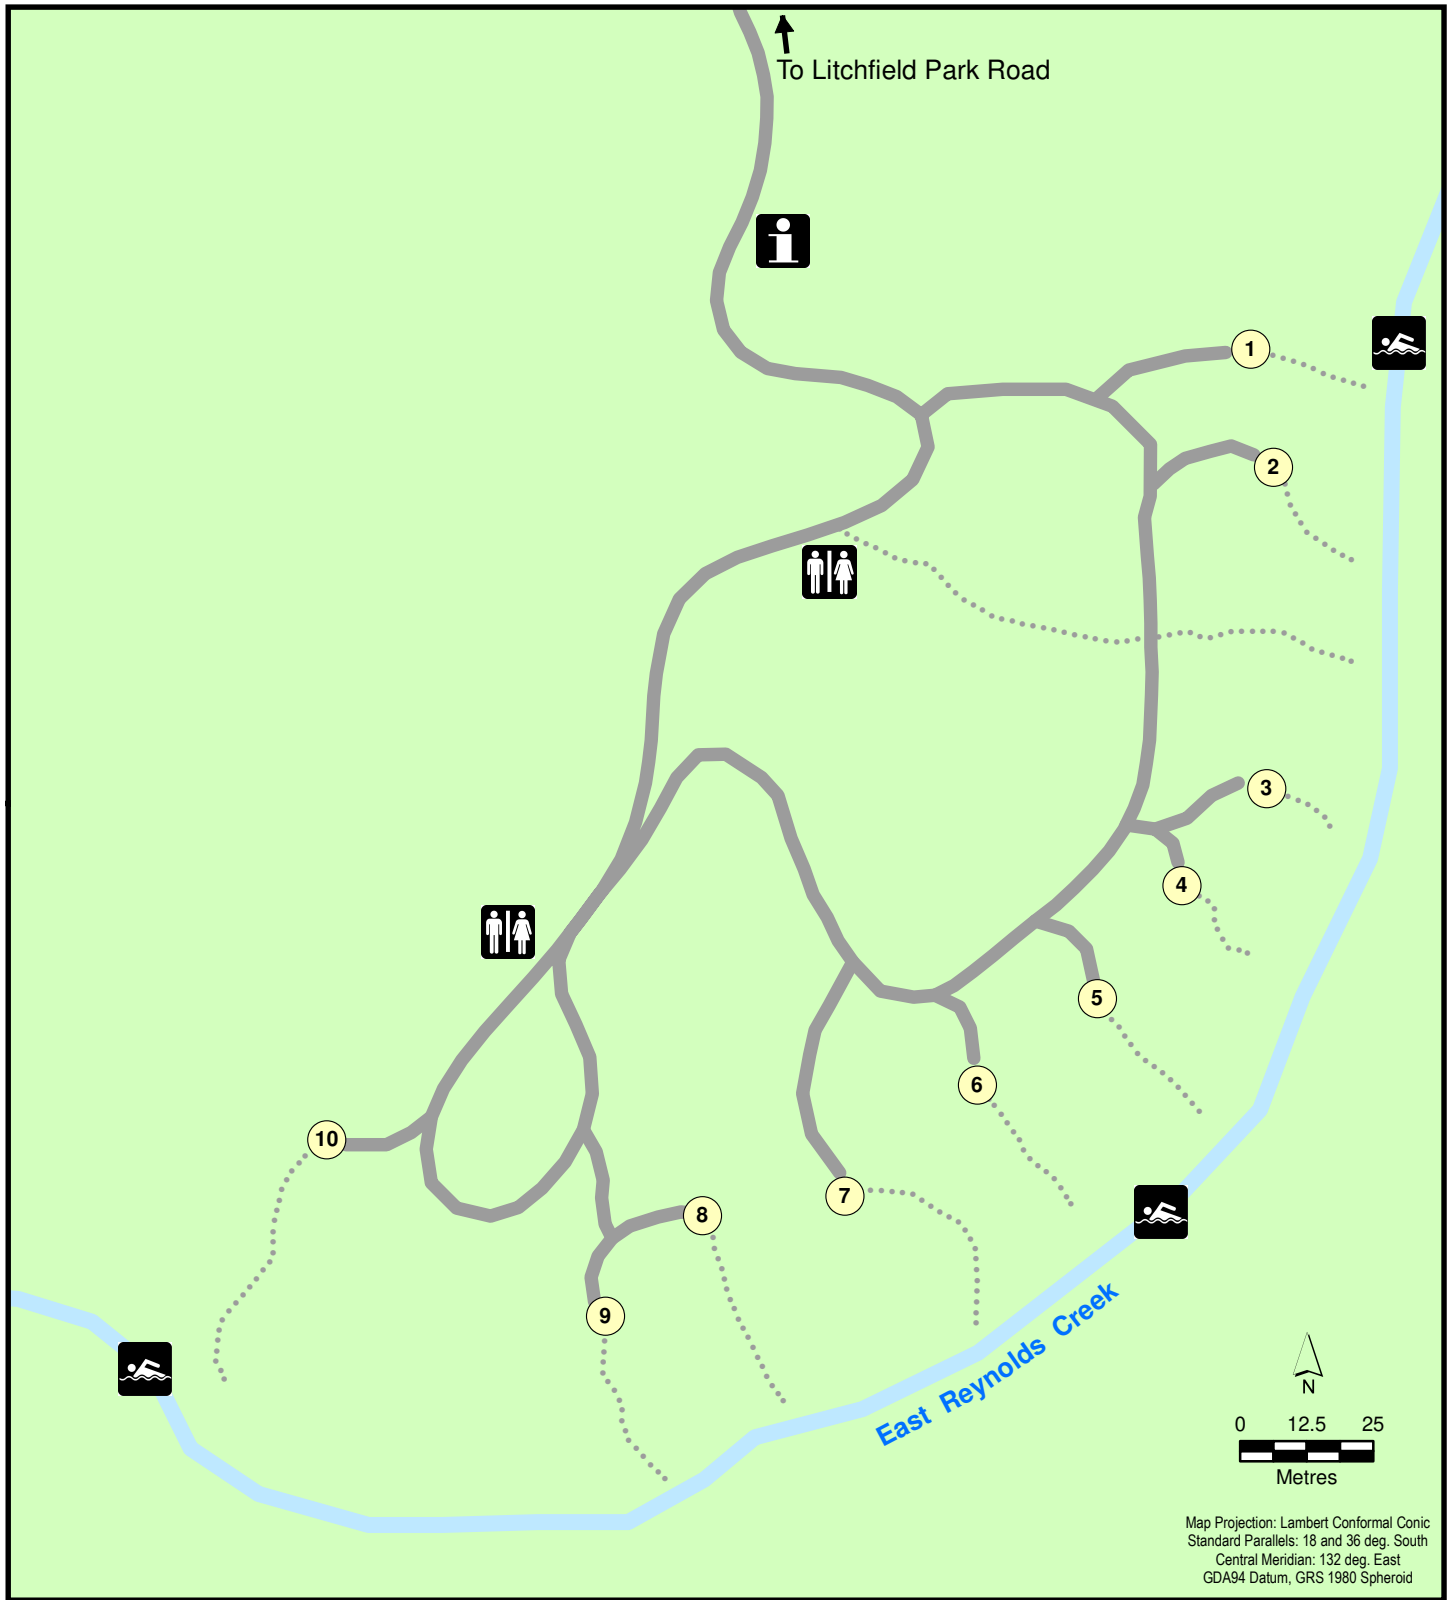 To Litchfield Park Road
1
2
3
4
5
6
10
7
8
9
East Reynolds Creek
N
0 12.5 25
Metres
Map Projection: Lambert Conformal Conic
Standard Parallels: 18 and 36 deg. South
Central Meridian: 132 deg. East
GDA94 Datum, GRS 1980 Spheroid